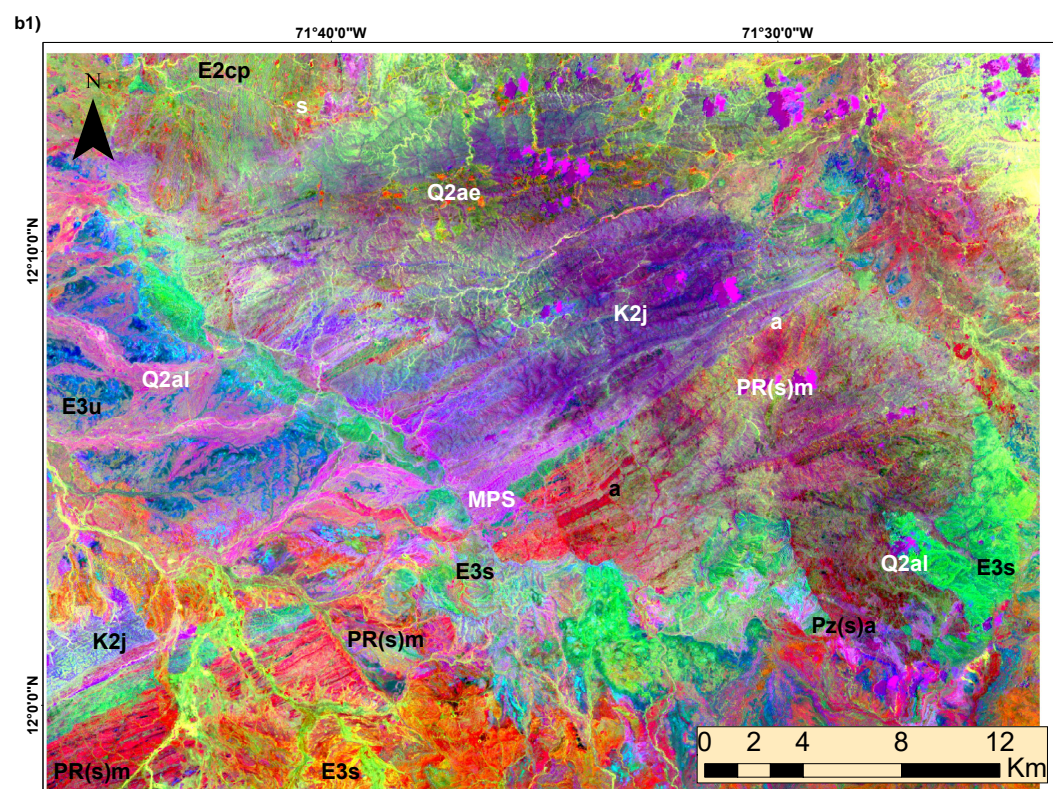 b1)
71°40'0"W
71°30'0"W
E2cp
N
s
Q2ae
12°10'0"N
K2j
a
Q2al
PR(s)m
E3u
MPS
a
Q2al
E3s
E3s
Pz(s)a
K2j
PR(s)m
12°0'0"N
0 2 4 8 12
Km
PR(s)m
E3s